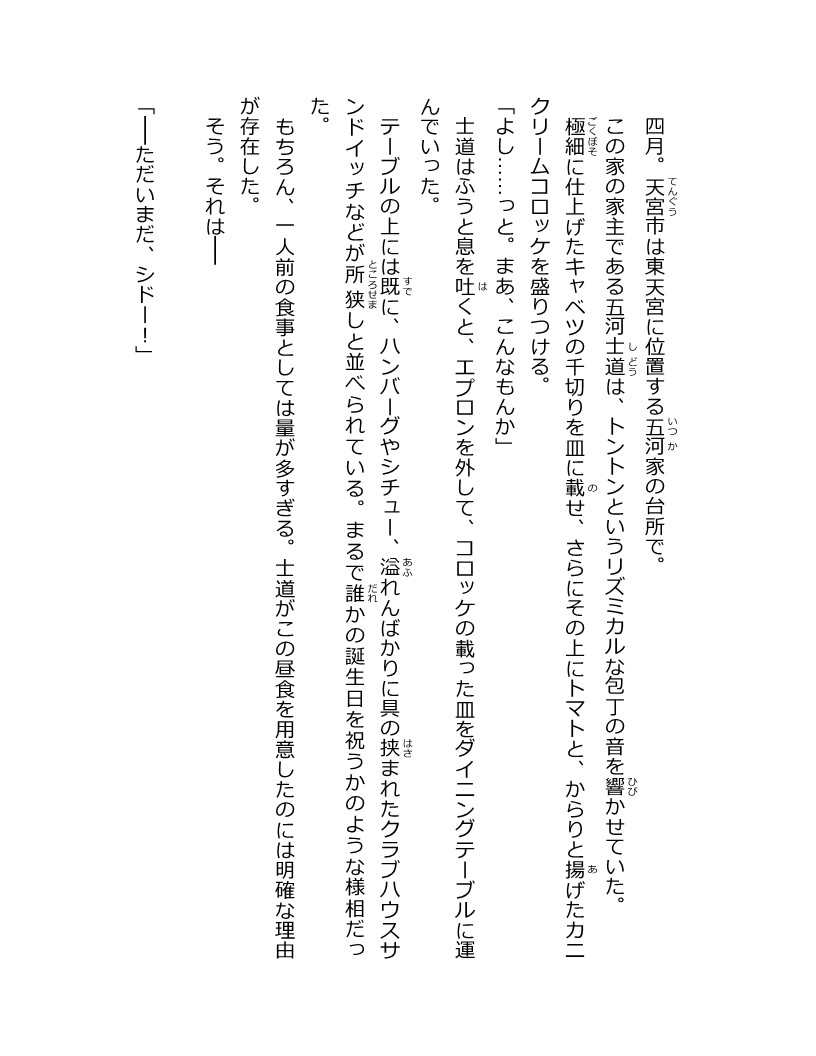 四月。天宮市は東天宮に位置する五河家の台所で。
この家の家主である五河士道は、トントンというリズミカルな包丁の音を響かせていた。
極細に仕上げたキャベツの千切りを皿に載せ、さらにその上にトマトと、からりと揚げたカニ
クリームコロッケを盛りつける。
「よし……っと。まあ、こんなもんか」
士道はふうと息を吐くと、エプロンを外して、コロッケの載った皿をダイニングテーブルに運
んでいった。
テーブルの上には既に、ハンバーグやシチュー、溢れんばかりに具の挟まれたクラブハウスサ
ンドイッチなどが所狭しと並べられている。まるで誰かの誕生日を祝うかのような様相だっ
た。
もちろん、一人前の食事としては量が多すぎる。士道がこの昼食を用意したのには明確な理由
が存在した。
そう。それは――
「――ただいまだ、シドー！」